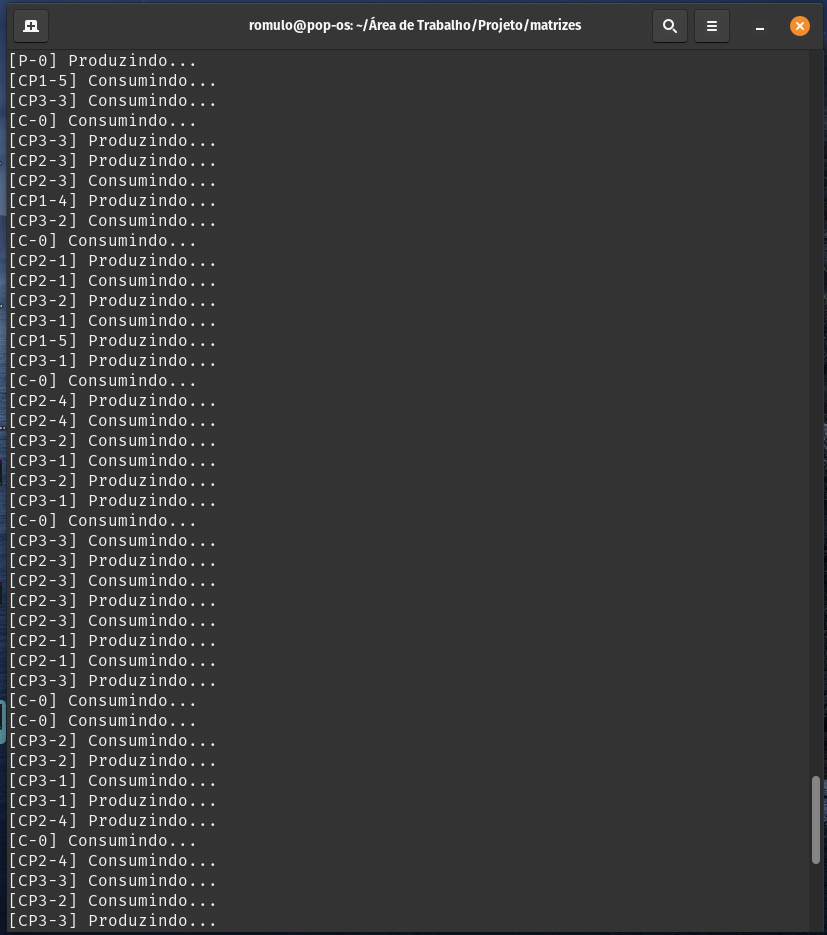 romulo@pop-os: ~/Área de Trabalho/Projeto/matrizes
[P-0] Produzindo...
[CP1-5] Consumindo...
[CP3-3] Consumindo...
[C-0] Consumindo...
[CP3-3] Produzindo...
[CP2-3] Produzindo...
[CP2-3] Consumindo...
[CP1-4] Produzindo...
[CP3-2] Consumindo...
[C-0] Consumindo...
[CP2-1] Produzindo...
[CP2-1] Consumindo...
[CP3-2] Produzindo...
[CP3-1] Consumindo...
[CP1-5] Produzindo...
[CP3-1] Produzindo...
[C-0] Consumindo...
[CP2-4] Produzindo...
[CP2-4] Consumindo...
[CP3-2] Consumindo...
[CP3-1] Consumindo...
[CP3-2] Produzindo...
[CP3-1] Produzindo...
[C-0] Consumindo...
[CP3-3] Consumindo...
[CP2-3] Produzindo...
[CP2-3] Consumindo...
[CP2-3] Produzindo...
[CP2-3] Consumindo...
[CP2-1] Produzindo...
[CP2-1] Consumindo...
[CP3-3] Produzindo...
[C-0] Consumindo...
[C-0] Consumindo...
[CP3-2] Consumindo...
[CP3-2] Produzindo...
[CP3-1] Consumindo...
[CP3-1] Produzindo...
[CP2-4] Produzindo...
[C-0] Consumindo...
[CP2-4] Consumindo...
[CP3-3] Consumindo...
[CP3-2] Consumindo...
[CP3-3] Produzindo...